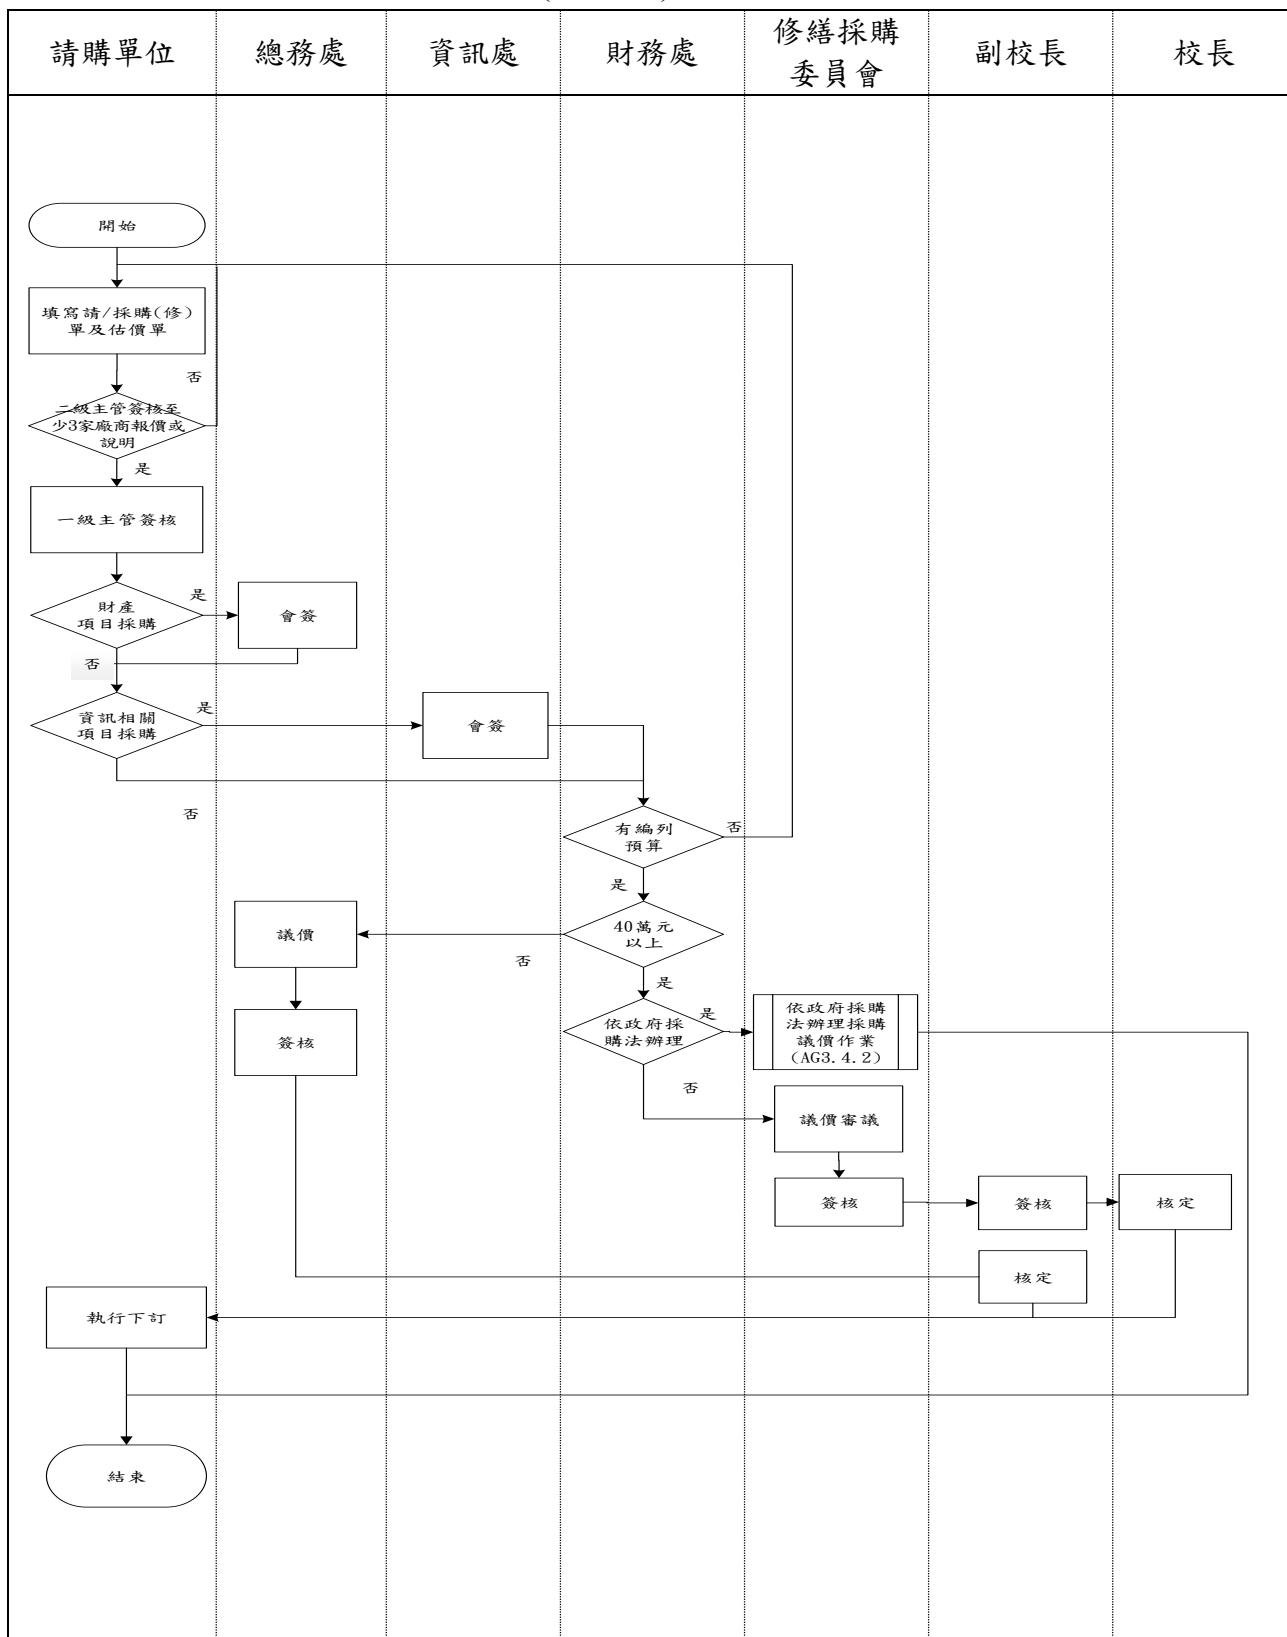 請購單位
總務處
資訊處
財務處
修繕採購
委員會
副校長
校長
開始
填寫請/採購(修)
單及估價單
否
二級主管簽核至
少3家廠商報價或
說明
是
一級主管簽核
財產
項目採購
是
會簽
否
資訊相關
項目採購
是
會簽
否
有編列
預算
否
是
議價
40萬元
以上
否
是
簽核
依政府採
購法辦理
是
依政府採購
法辦理採購
議價作業
(AG3.4.2)
否
議價審議
簽核
簽核
核定
核定
執行下訂
結束